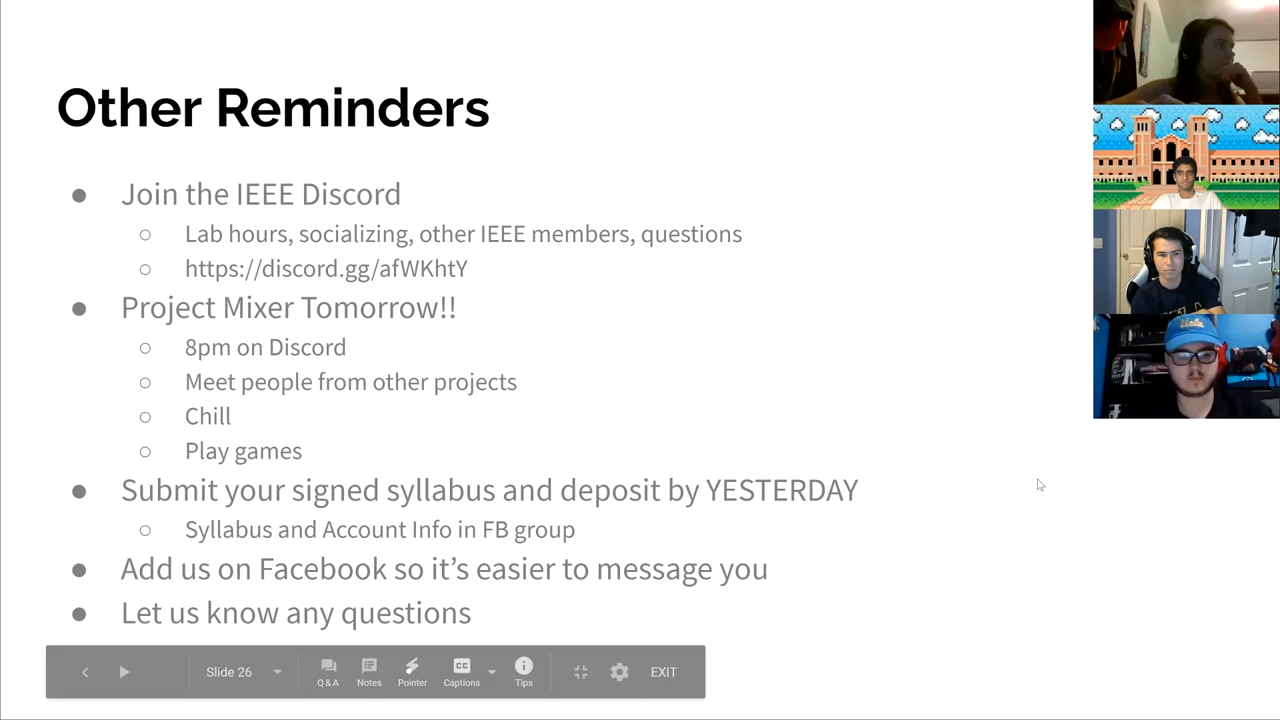 Other Reminders
● Join the IEEE Discord
○ Lab hours, socializing, other IEEE members, questions
○ https://discord.gg/afWKhtY
● Project Mixer Tomorrow!!
○ 8pm on Discord
○ Meet people from other projects
○ Chill
○ Play games
● Submit your signed syllabus and deposit by YESTERDAY
○ Syllabus and Account Info in FB group
● Add us on Facebook so it’s easier to message you
● Let us know any questions
Slide 26
Q & A
Notes
Pointer
CC
Captions
Tips
EXIT
Ucla